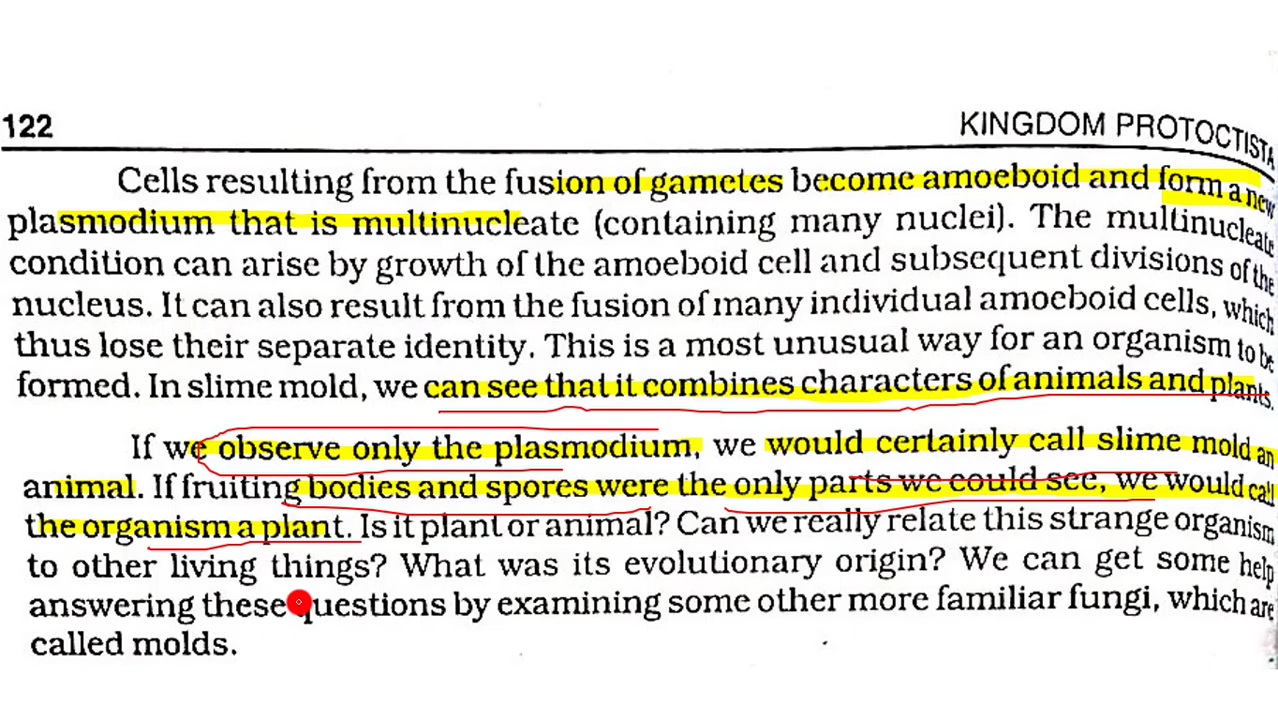 122
KINGDOM PROTOCTISTA
Cells resulting from the fusion of gametes become amoeboid and form a new
plasmodium that is multinucleate (containing many nuclei). The multinucleate
condition can arise by growth of the amoeboid cell and subsequent divisions of the
nucleus. It can also result from the fusion of many individual amoeboid cells, which
thus lose their separate identity. This is a most unusual way for an organism to be
formed. In slime mold, we can see that it combines characters of animals and plants.
If we observe only the plasmodium, we would certainly call slime mold an
animal. If fruiting bodies and spores were the only parts we could see, we would call
the organism a plant. Is it plant or animal? Can we really relate this strange organism
to other living things? What was its evolutionary origin? We can get some help
answering these questions by examining some other more familiar fungi, which are
called molds.